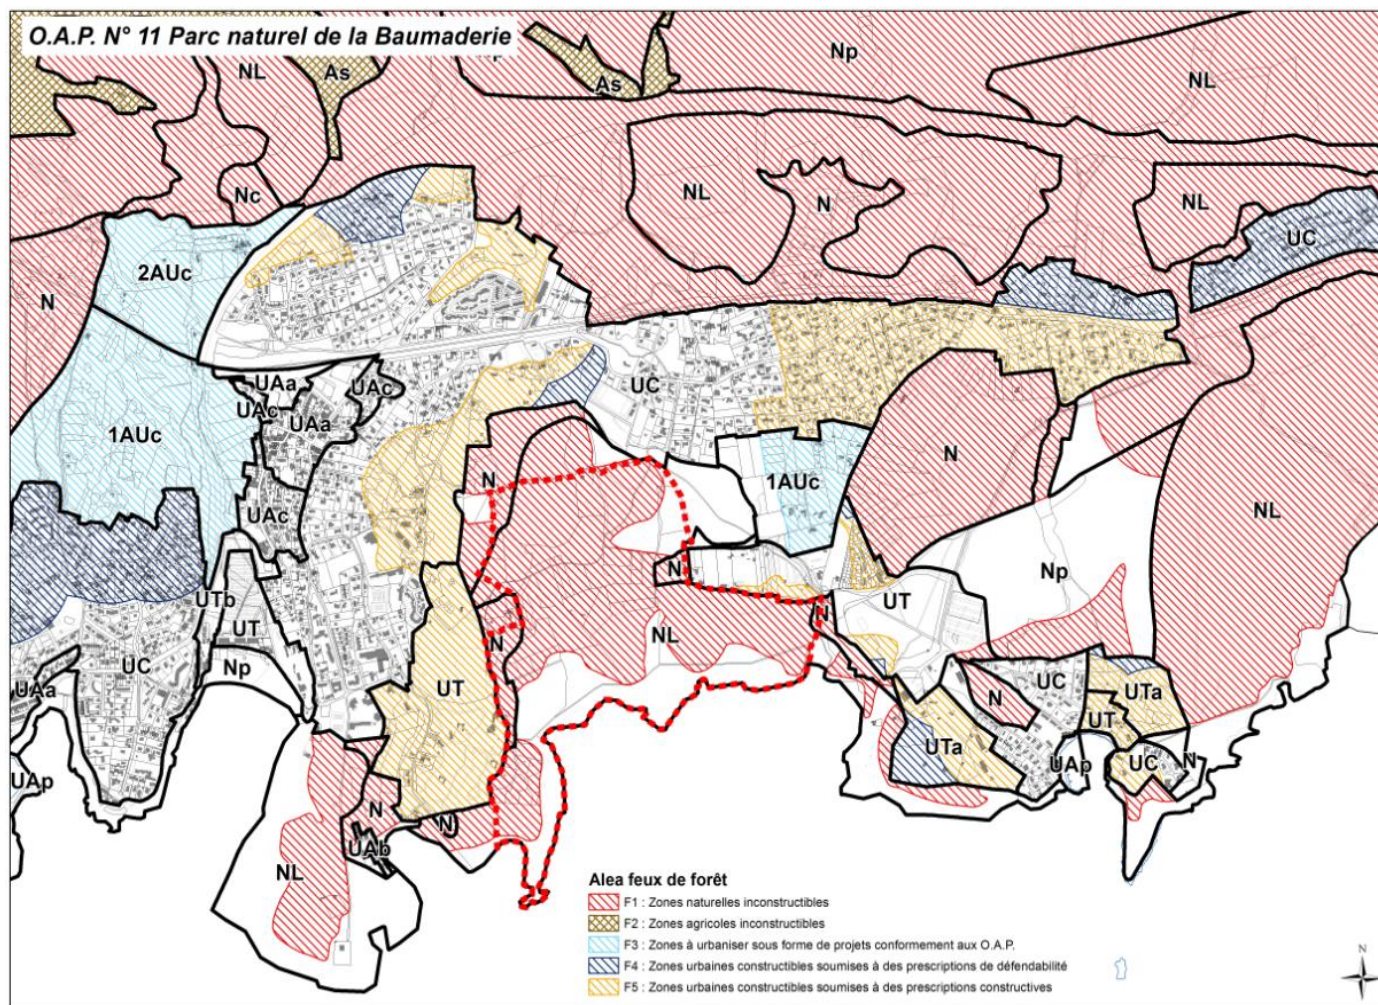 O.A.P. N° 11 Parc naturel de la Baumaderie
Np
Np
NL
As
As
NL
Nc
NL
N
NL
UC
2AUc
N
UAa
UAc
UC
UAc
UAa
1AUc
N
1AUc
N
UAc
NL
N
Np
UTb
UT
N
UT
UC
N
NL
Np
UT
UAa
N
UC
UTa
UT
UTa
UAp
UC
N
UAp
N
N
UAb
NL
Alea feux de forêt
F1 : Zones naturelles inconstructibles
F2 : Zones agricoles inconstructibles
F3 : Zones à urbaniser sous forme de projets conformement aux O.A.P.
F4 : Zones urbaines constructibles soumises à des prescriptions de défendabilité
F5 : Zones urbaines constructibles soumises à des prescriptions constructives
N